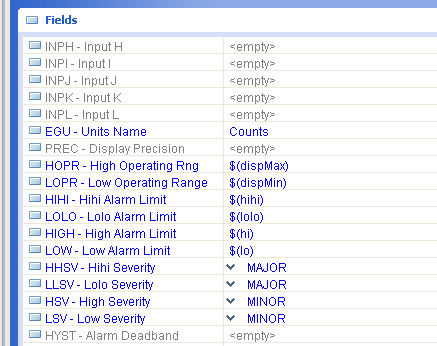 Fields
INPH - Input H <empty>
INPI - Input I <empty>
INPJ - Input J <empty>
INPK - Input K <empty>
INPL - Input L <empty>
EGU - Units Name Counts
PREC - Display Precision <empty>
HOPR - High Operating Rng $(dispMax)
LOPR - Low Operating Range $(dispMin)
HIHI - Hihi Alarm Limit $(hihi)
LOLO - Lolo Alarm Limit $(lolo)
HIGH - High Alarm Limit $(hi)
LOW - Low Alarm Limit $(lo)
HHSV - Hihi Severity MAJOR
LLSV - Lolo Severity MAJOR
HSV - High Severity MINOR
LSV - Low Severity MINOR
HYST - Alarm Deadband <empty>